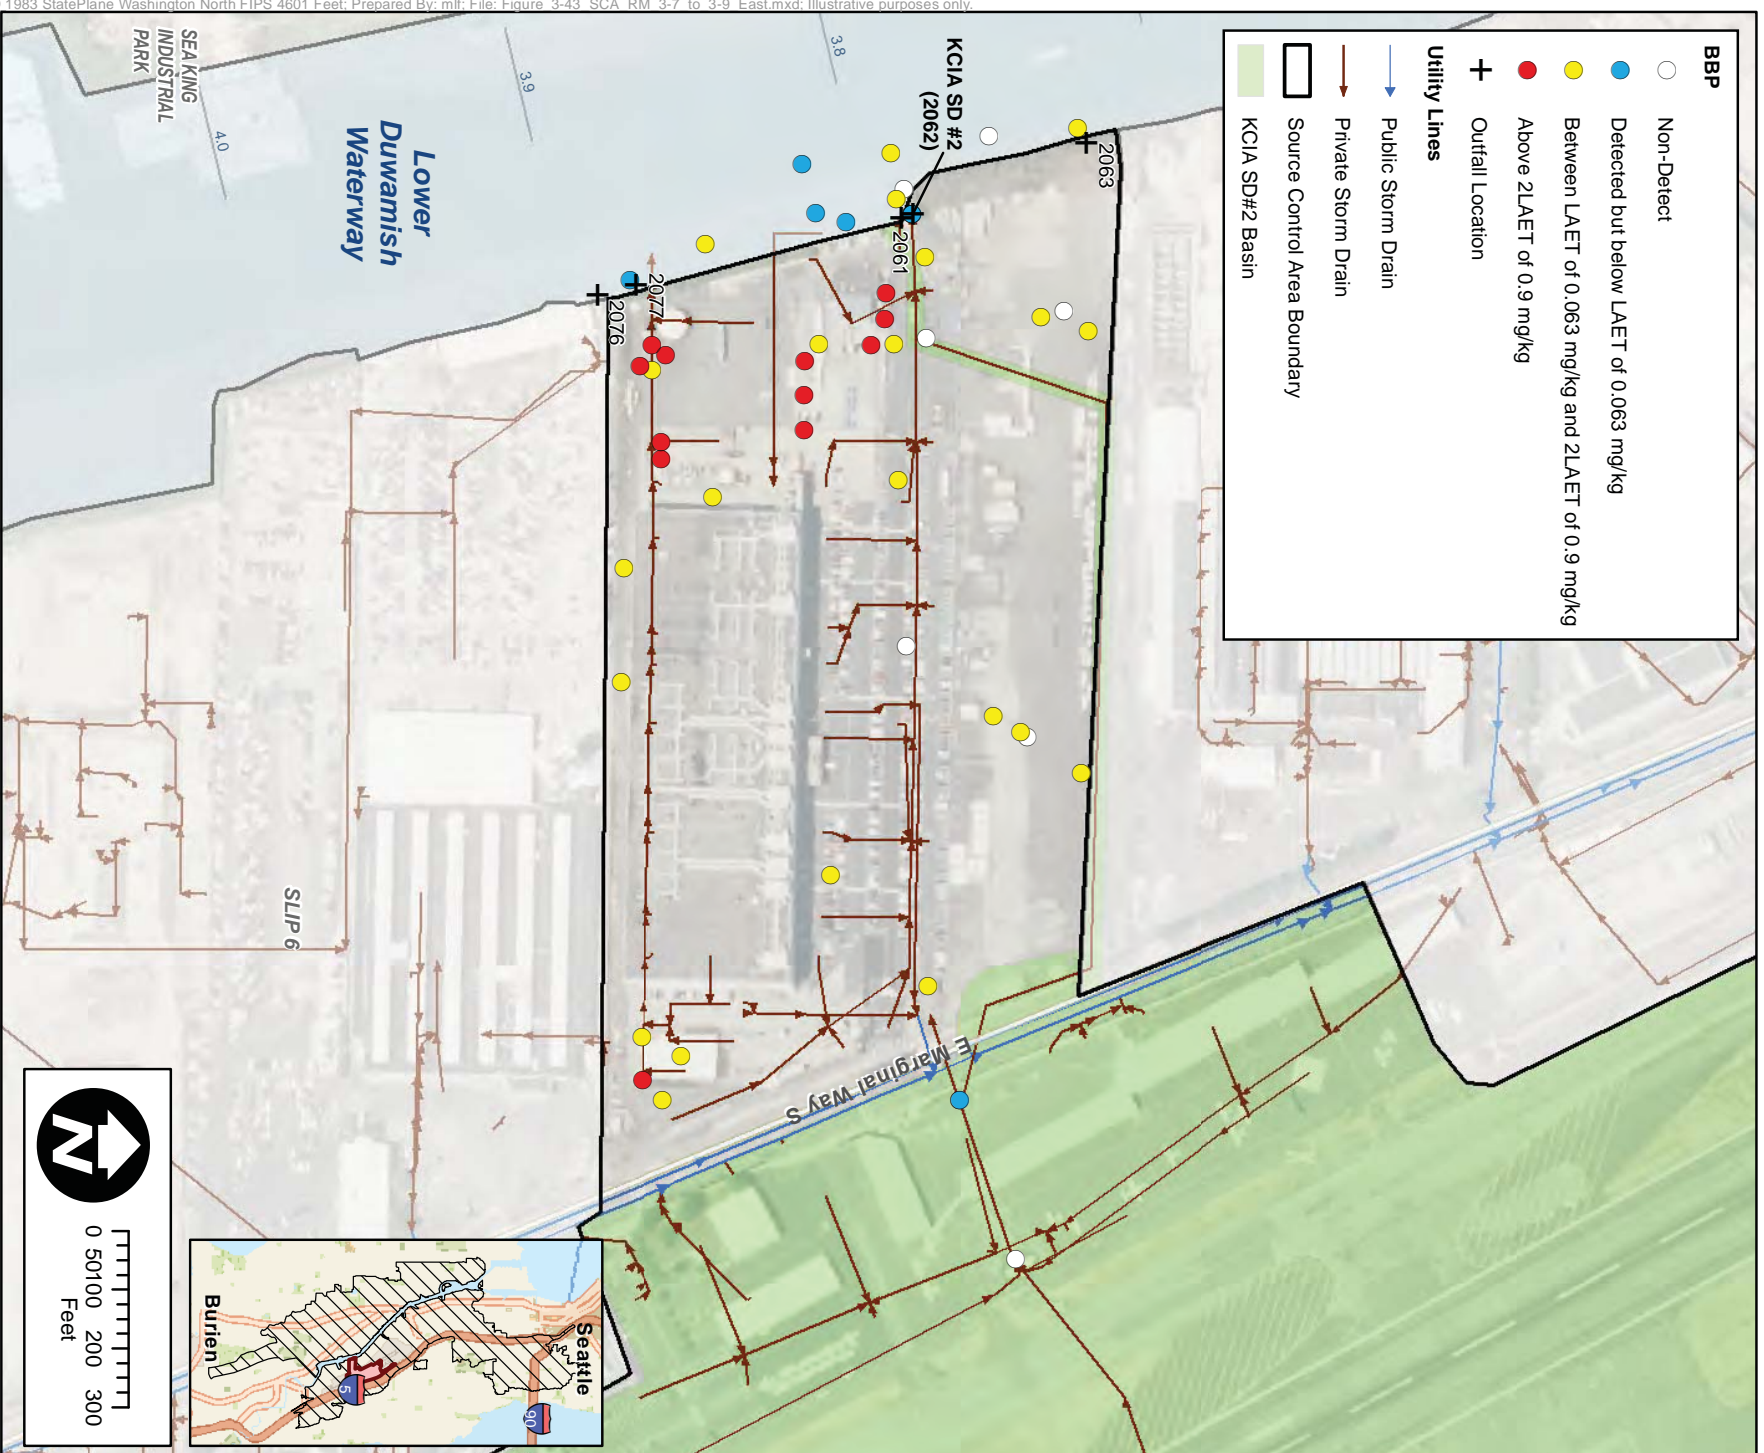 1983 StatePlane Washington North FIPS 4601 Feet; Prepared By: mlf; File: Figure_3-43_SCA_RM_3-7_to_3-9_East.mxd; Illustrative purposes only.
BBP
Non-Detect
Detected but below LAET of 0.063 mg/kg
Between LAET of 0.063 mg/kg and 2LAET of 0.9 mg/kg
Above 2LAET of 0.9 mg/kg
Outfall Location
Utility Lines
Public Storm Drain
Private Storm Drain
Source Control Area Boundary
KCIA SD#2 Basin
SEA KING
INDUSTRIAL
PARK
3.8
3.9
4.0
Lower
Duwamish
Waterway
KCIA SD #2
(2062)
2063
2061
2077
2076
E Marginal Way S
SLIP 6
N
0 50100 200 300
Feet
Seattle
Burien
5
90